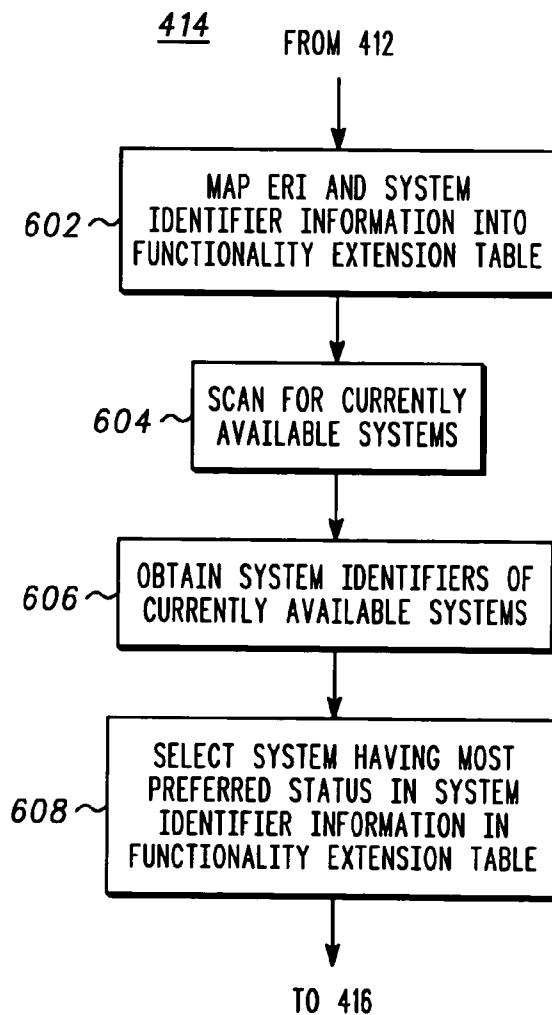 414
FROM 412
602
MAP ERI AND SYSTEM
IDENTIFIER INFORMATION INTO
FUNCTIONALITY EXTENSION TABLE
604
SCAN FOR CURRENTLY
AVAILABLE SYSTEMS
606
OBTAIN SYSTEM IDENTIFIERS OF
CURRENTLY AVAILABLE SYSTEMS
608
SELECT SYSTEM HAVING MOST
PREFERRED STATUS IN SYSTEM
IDENTIFIER INFORMATION IN
FUNCTIONALITY EXTENSION TABLE
TO 416